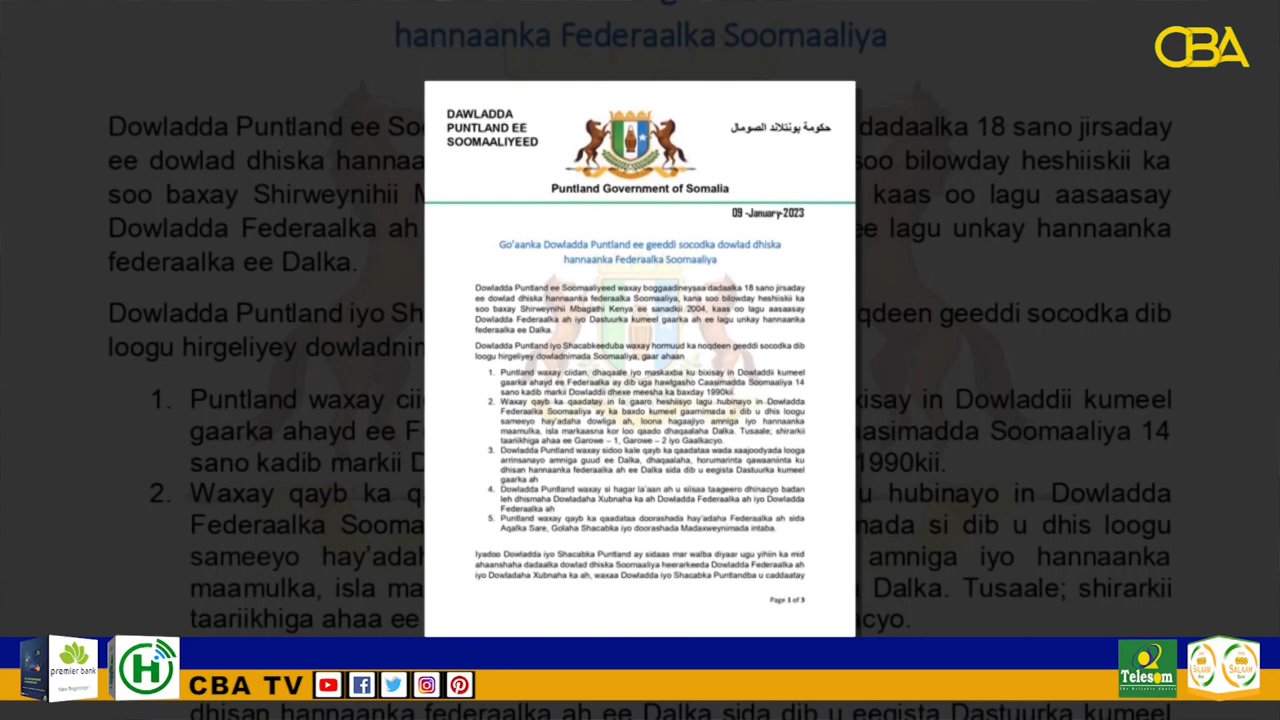 hannaanka Federaalka Soomaaliya
CBA
DAWLADDA
PUNTLAND EE
SOOMAALIYEED
حكومة بونتلاند الصومال
Puntland Government of Somalia
09 -January-2023
Go'aanka Dowladda Puntland ee geeddi socodka dowlad dhiska
hannaanka Federaalka Soomaaliya
Dowladda Puntland ee Soomaaliyeed waxay boggaadineysaa dadaalka 18 sano jirsaday
ee dowlad dhiska hannaanka federaalka Soomaaliya, kana soo bilowday heshiiskii ka
soo baxay Shirweynihii Mbagathi Kenya ee sanadkii 2004, kaas oo lagu aasaasay
Dowladda Federaalka ah iyo Dastuurka kumeel gaarka ah ee lagu unkay hannaanka
federaalka ee Dalka.
Dowladda Puntland iyo Shacabkeeduba waxay hormuud ka noqdeen geeddi socodka dib
loogu hirgeliyey dowladnimada Soomaaliya, gaar ahaan
1. Puntland waxay ciidan, dhaqaale iyo maskaxba ku bixisay in Dowladdii kumeel
gaarka ahayd ee Federaalka ay dib uga hawlgasho Caasimadda Soomaaliya 14
sano kadib markii Dowladdii dhexe meesha ka baxday 1990kii.
2. Waxay qayb ka qaadatay in la gaaro heshiisyo lagu hubinayo in Dowladda
Federaalka Soomaaliya ay ka baxdo kumeel gaarnimada si dib u dhis loogu
sameeyo hay'adaha dowliga ah, loona hagaajiyo amniga iyo hannaanka
maamulka, isla markaasna kor loo qaado dhaqaalaha Dalka. Tusaale; shirarkii
taariikhiga ahaa ee Garowe – 1, Garowe – 2 iyo Gaalkacyo.
3. Dowladda Puntland waxay sidoo kale qayb ka qaadataa wada xaajoodyada looga
arrinsanayo amniga guud ee Dalka, dhaqaalaha, horumarinta qawaaniinta ku
dhisan hannaanka federaalka ah ee Dalka sida dib u eegista Dastuurka kumeel
gaarka ah
4. Dowladda Puntland waxay si hagar la'aan ah u siisaa taageero dhinacyo badan
leh dhismaha Dowladaha Xubnaha ka ah Dowladda Federaalka ah iyo Dowladda
Federaalka ah
5. Puntland waxay qayb ka qaadataa doorashada hay'adaha Federaalka ah sida
Aqalka Sare, Golaha Shacabka iyo doorashada Madaxweynimada intaba.
Iyadoo Dowladda iyo Shacabka Puntland ay sidaas mar walba diyaar ugu yihiin ka mid
ahaanshaha dadaalka dowlad dhiska Soomaaliya heerarkeeda Dowladda Federaalka ah
iyo Dowladaha Xubnaha ka ah, waxaa Dowladda iyo Shacabka Puntlandba u caddaatay
Page 1 of 3
premier bank
CBA TV
Telesom
SALAAM
SALAAM
dhisan hannaanka federaalka ah ee Dalka sida dib u eegista Dastuurka kumeel